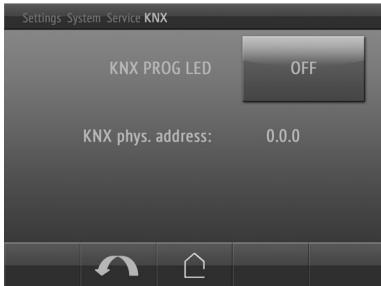 Settings System Service KNX
KNX PROG LED OFF
KNX phys. address: 0.0.0